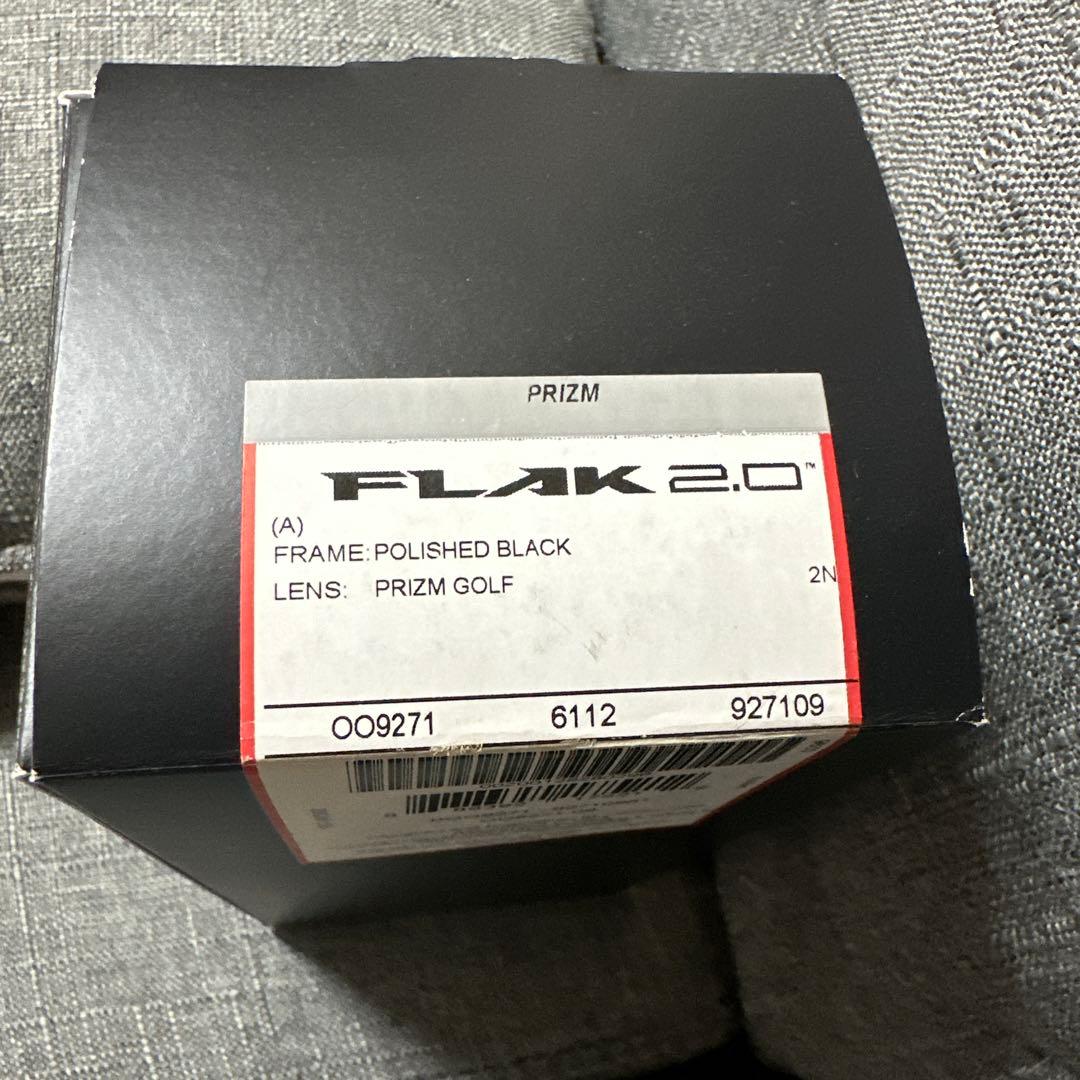 PRIZM
FLAK 2.0™
(A)
FRAME: POLISHED BLACK
LENS: PRIZM GOLF 2N
OO9271 6112 927109